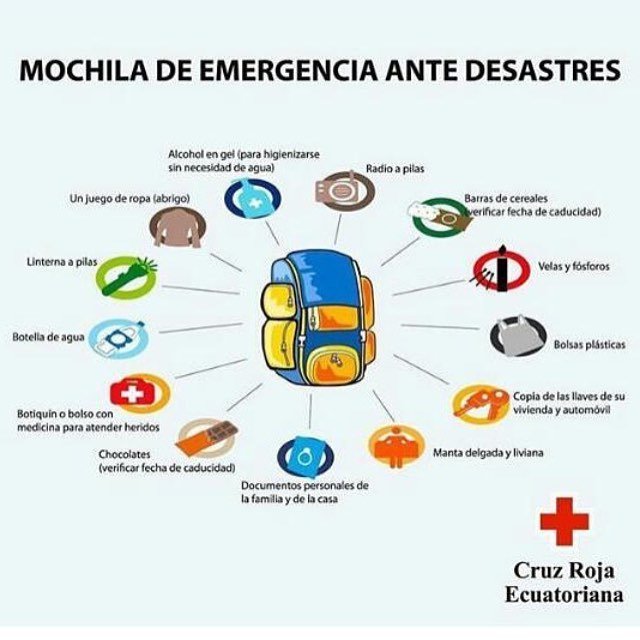 MOCHILA DE EMERGENCIA ANTE DESASTRES
Alcohol en gel (para higienizarse
sin necesidad de agua)
Radio a pilas
Un juego de ropa (abrigo)
Barras de cereales
(verificar fecha de caducidad)
Linterna a pilas
Velas y fósforos
Botella de agua
Bolsas plásticas
Botiquín o bolso con
medicina para atender heridos
Copia de las llaves de su
vivienda y automóvil
Chocolates
(verificar fecha de caducidad)
Manta delgada y liviana
Documentos personales de
la familia y de la casa
Cruz Roja
Ecuatoriana